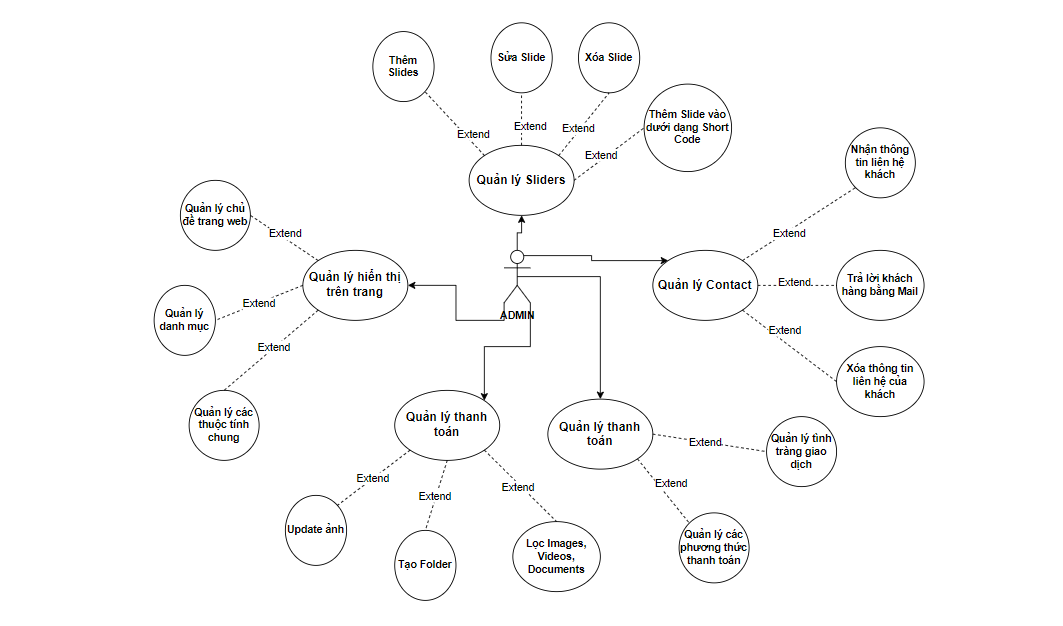 Thêm
Slides
Sửa Slide
Xóa Slide
Thêm Slide vào
dưới dạng Short
Code
Extend
Extend
Extend
Extend
Quản lý Sliders
Nhận thông
tin liên hệ
khách
Quản lý chủ
đề trang web
Extend
Extend
Quản lý hiến thị
trên trang
Quản lý Contact
Extend
Trả lời khách
hàng bằng Mail
Extend
Quản lý
danh mục
ADMIN
Extend
Extend
Xóa thông tin
liên hệ của
khách
Quản lý các
thuộc tính
chung
Quản lý thanh
toán
Quản lý thanh
toán
Extend
Quản lý tình
tràng giao
dịch
Extend
Extend
Extend
Extend
Update ảnh
Tạo Folder
Lọc Images,
Videos,
Documents
Quản lý các
phương thức
thanh toán